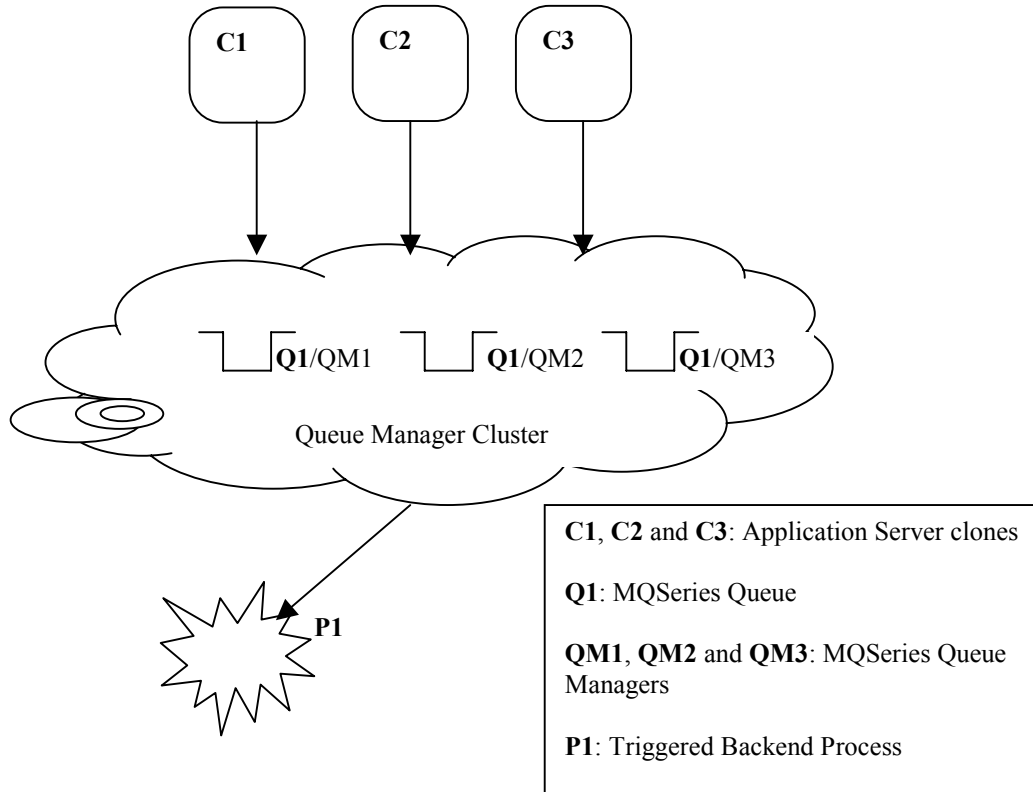 C1
C2
C3
Q1/QM1
Q1/QM2
Q1/QM3
Queue Manager Cluster
P1
C1, C2 and C3: Application Server clones
Q1: MQSeries Queue
QM1, QM2 and QM3: MQSeries Queue
Managers
P1: Triggered Backend Process